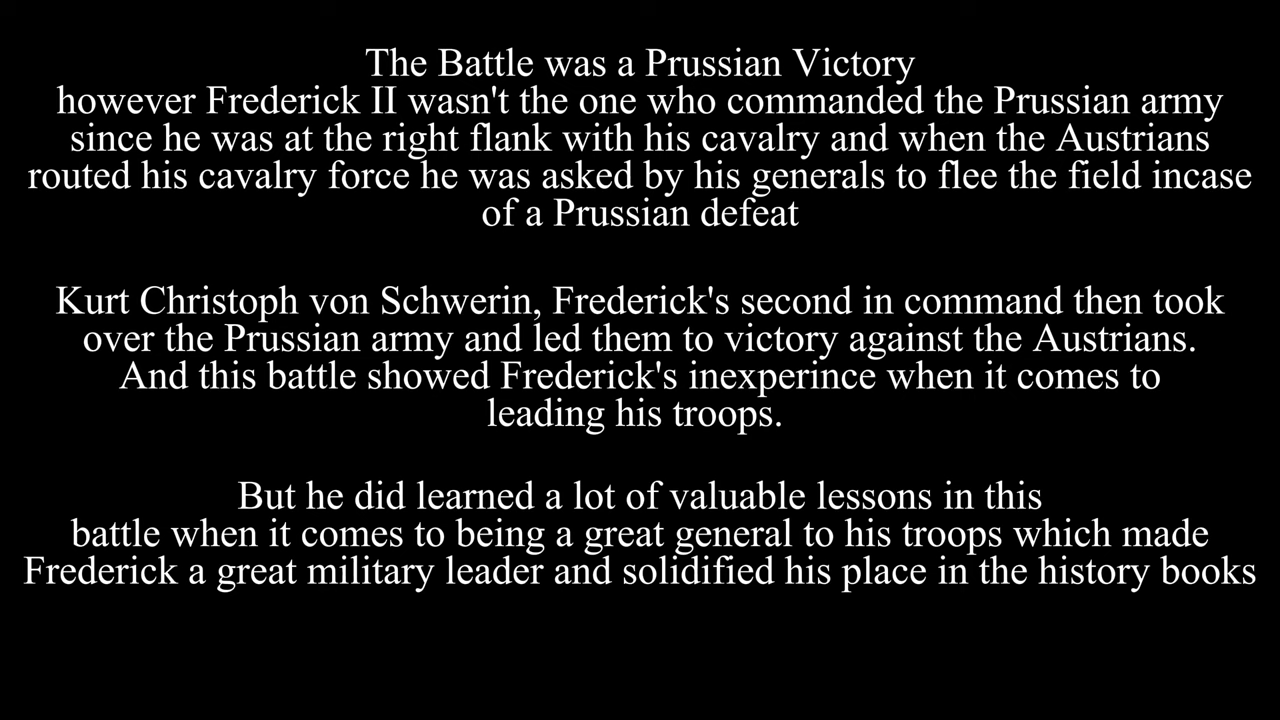 The Battle was a Prussian Victory
however Frederick II wasn't the one who commanded the Prussian army
since he was at the right flank with his cavalry and when the Austrians
routed his cavalry force he was asked by his generals to flee the field incase
of a Prussian defeat
Kurt Christoph von Schwerin, Frederick's second in command then took
over the Prussian army and led them to victory against the Austrians.
And this battle showed Frederick's inexperince when it comes to
leading his troops.
But he did learned a lot of valuable lessons in this
battle when it comes to being a great general to his troops which made
Frederick a great military leader and solidified his place in the history books